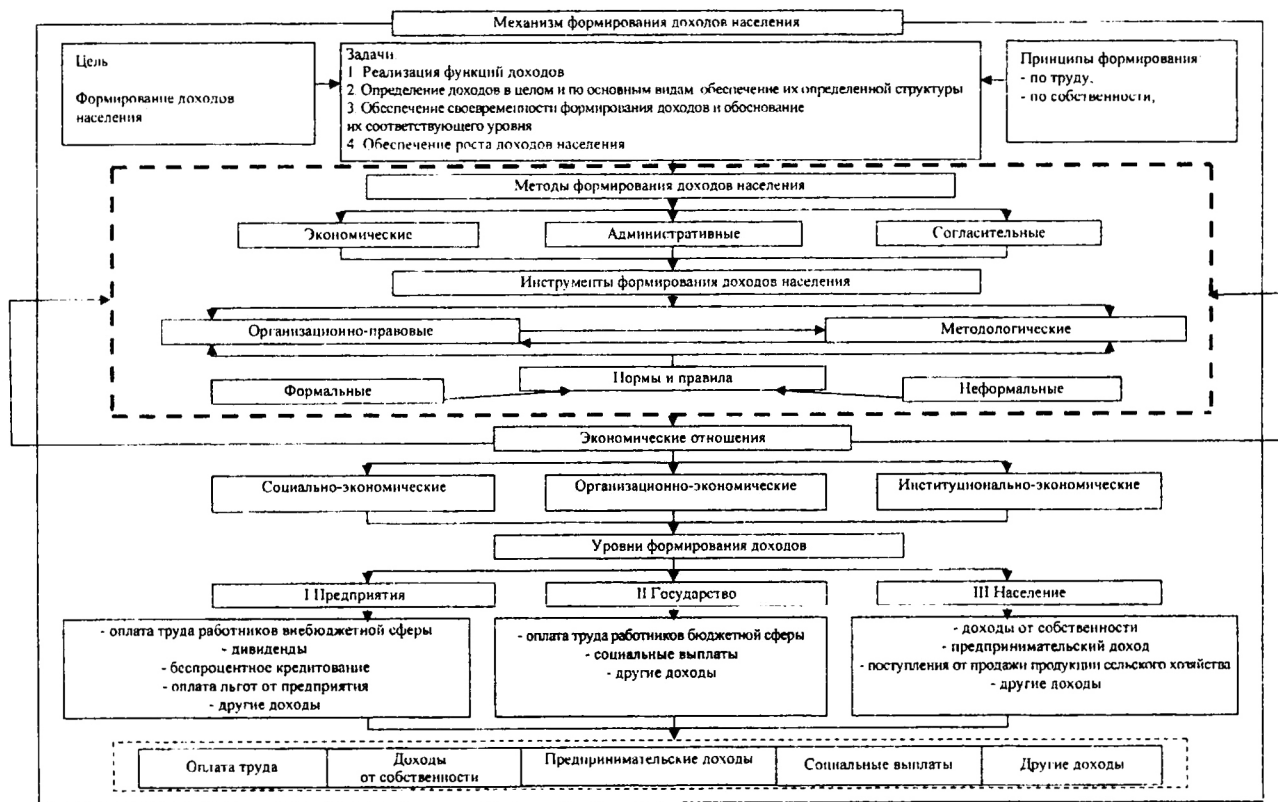 Механизм формирования доходов населения
Цель
Формирование доходов
населения
Задачи
1 Реализация функций доходов
2. Определение доходов в целом и по основным видам, обеспечение их определенной структуры
3. Обеспечение своевременности формирования доходов и обоснование
их соответствующего уровня
4. Обеспечение роста доходов населения
Принципы формирования
- по труду,
- по собственности,
Методы формирования доходов населения
Экономические
Административные
Согласительные
Инструменты формирования доходов населения
Организационно-правовые
Методологические
Нормы и правила
Формальные
Неформальные
Экономические отношения
Социально-экономические
Организационно-экономические
Институционально-экономические
Уровни формирования доходов
I Предприятия
II Государство
III Население
- оплата труда работников внебюджетной сферы
- дивиденды
- беспроцентное кредитование
- оплата льгот от предприятия
- другие доходы
- оплата труда работников бюджетной сферы
- социальные выплаты
- другие доходы
- доходы от собственности
- предпринимательский доход
- поступления от продажи продукции сельского хозяйства
- другие доходы
Оплата труда
Доходы
от собственности
Предпринимательские доходы
Социальные выплаты
Другие доходы